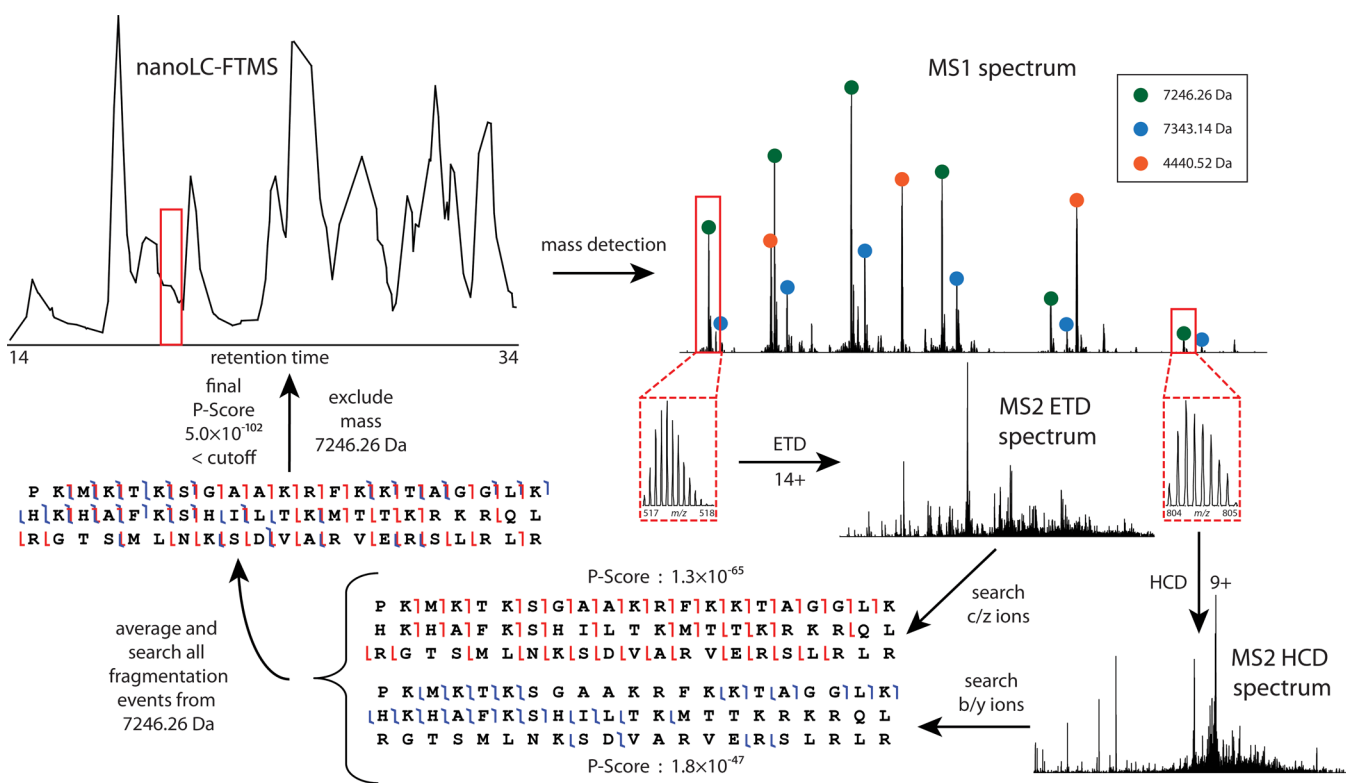 nanoLC-FTMS
14
retention time
34
mass detection
MS1 spectrum
7246.26 Da
7343.14 Da
4440.52 Da
517 m/z 518
ETD
14+
MS2 ETD
spectrum
804 m/z 805
HCD 9+
MS2 HCD
spectrum
search
c/z ions
search
b/y ions
P-Score : 1.3×10⁻⁶⁵
P K M K T K S G A A K R F K K T A G G L K
H K H A F K S H I L T K M T T K R K R Q L
R G T S M L N K S D V A R V E R S L R L R
P K M K T K S G A A K R F K K T A G G L K
H K H A F K S H I L T K M T T K R K R Q L
R G T S M L N K S D V A R V E R S L R L R
P-Score : 1.8×10⁻⁴⁷
average and
search all
fragmentation
events from
7246.26 Da
P K M K T K S G A A K R F K K T A G G L K
H K H A F K S H I L T K M T T K R K R Q L
R G T S M L N K S D V A R V E R S L R L R
final
P-Score
5.0×10⁻¹⁰²
< cutoff
exclude
mass
7246.26 Da